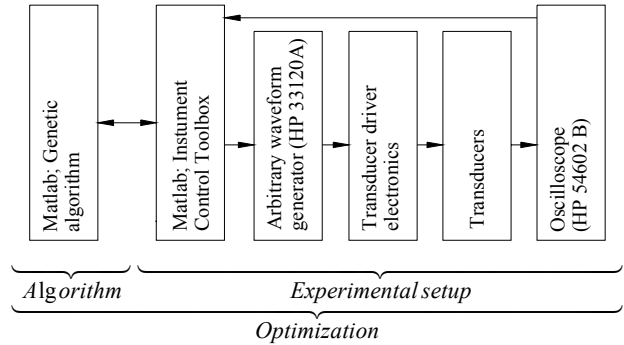 Matlab; Genetic
algorithm
Matlab; Instument
Control Toolbox
Arbitrary waveform
generator (HP 33120A)
Transducer driver
electronics
Transducers
Oscilloscope
(HP 54602 B)
Algorithm
Experimental setup
Optimization